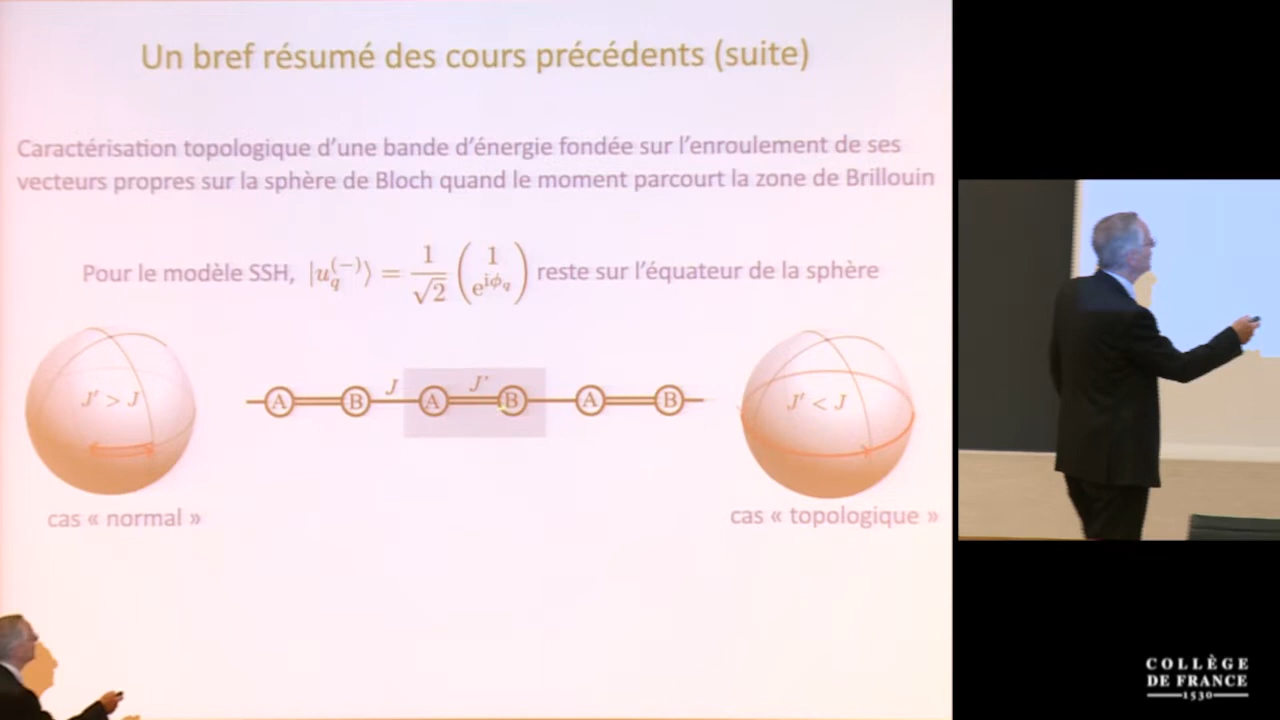 Un bref résumé des cours précédents (suite)
Caractérisation topologique d'une bande d'énergie fondée sur l'enroulement de ses
vecteurs propres sur la sphère de Bloch quand le moment parcourt la zone de Brillouin
Pour le modèle SSH, |u_q^(−)⟩ = 1/√2 (1 e^{iϕ_q}) reste sur l'équateur de la sphère
J' > J
A B J A J' B A B
J' < J
cas « normal »
cas « topologique »
COLLÈGE
DE FRANCE
1530